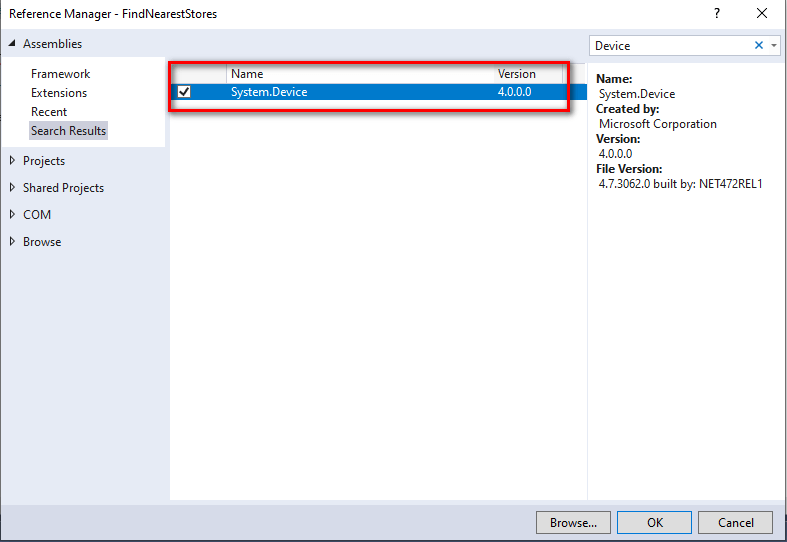 Reference Manager - FindNearestStores
?
Assemblies
Device
Framework
Extensions
Recent
Search Results
Projects
Shared Projects
COM
Browse
Name Version
System.Device 4.0.0.0
Name:
System.Device
Created by:
Microsoft Corporation
Version:
4.0.0.0
File Version:
4.7.3062.0 built by: NET472REL1
Browse... OK Cancel